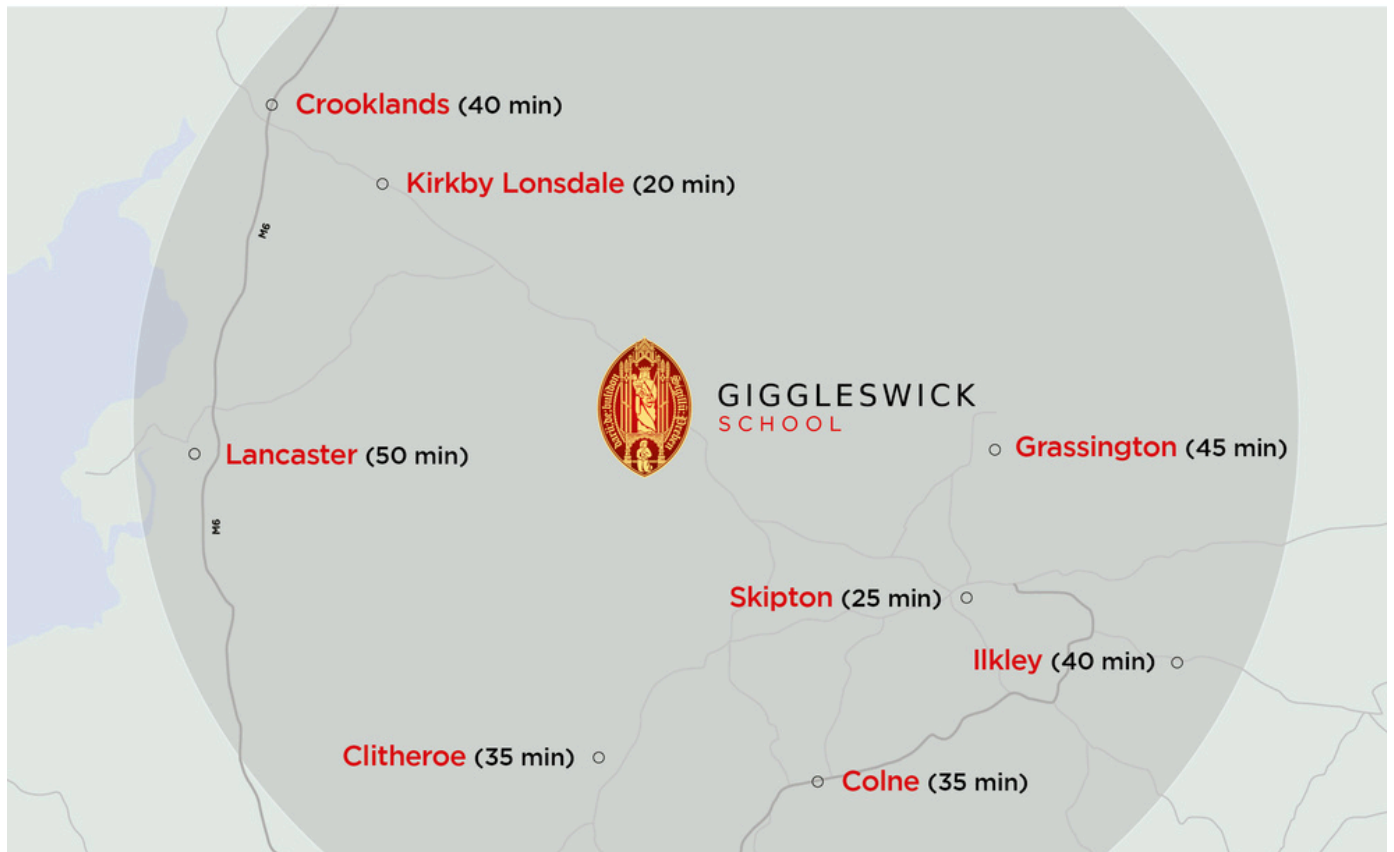 Crooklands (40 min)
Kirkby Lonsdale (20 min)
M6
GIGGLESWICK
SCHOOL
Lancaster (50 min)
Grassington (45 min)
M6
Skipton (25 min)
Ilkley (40 min)
Clitheroe (35 min)
Colne (35 min)